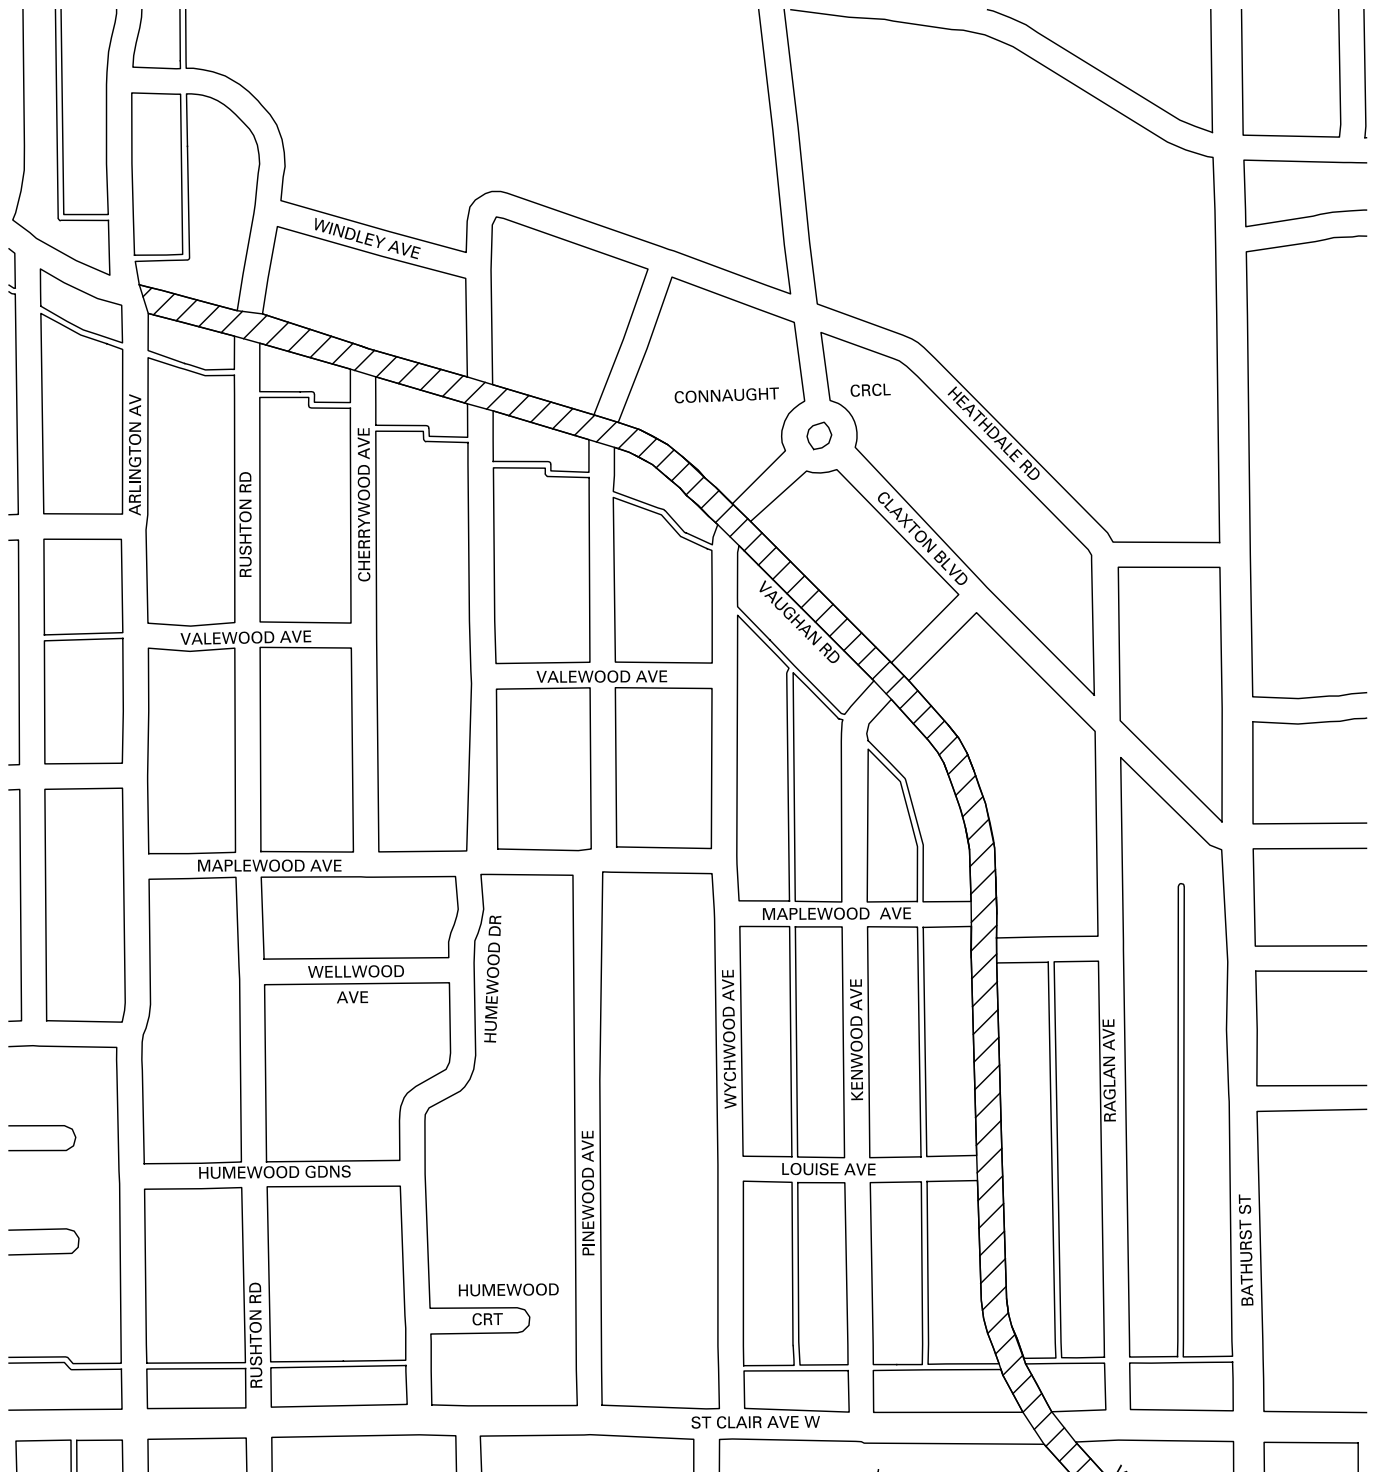 WINDLEY AVE
CONNAUGHT
CRCL
HEATHDALE RD
ARLINGTON AV
RUSHTON RD
CHERRYWOOD AVE
CLAXTON BLVD
VAUGHAN RD
VALEWOOD AVE
VALEWOOD AVE
MAPLEWOOD AVE
MAPLEWOOD AVE
WELLWOOD
AVE
HUMEWOOD DR
WYCHWOOD AVE
KENWOOD AVE
RAGLAN AVE
PINEWOOD AVE
HUMEWOOD GDNS
LOUISE AVE
BATHURST ST
RUSHTON RD
HUMEWOOD
CRT
ST CLAIR AVE W